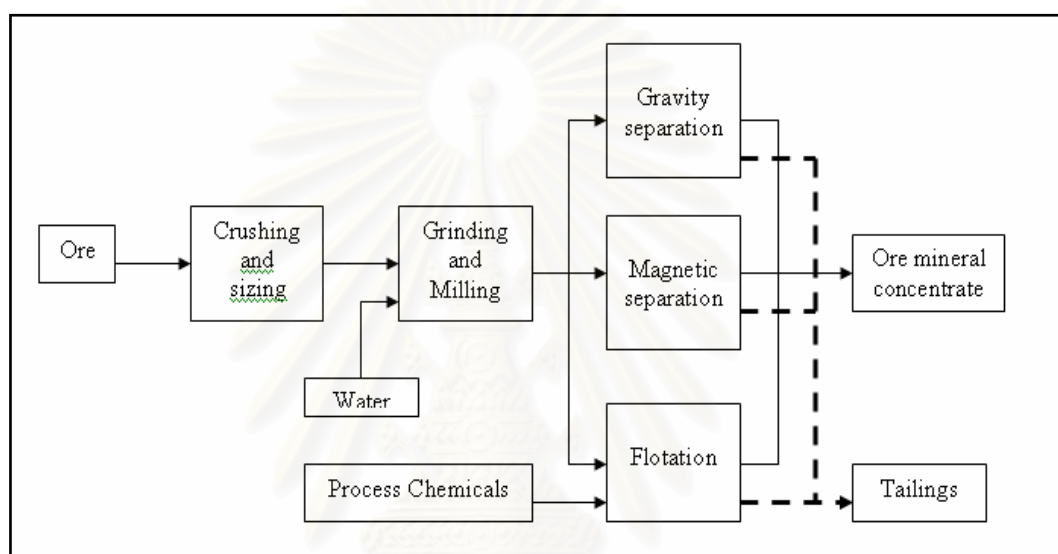 Gravity
separation
Ore
Crushing
and
sizing
Grinding
and
Milling
Magnetic
separation
Ore mineral
concentrate
Water
Process Chemicals
Flotation
Tailings